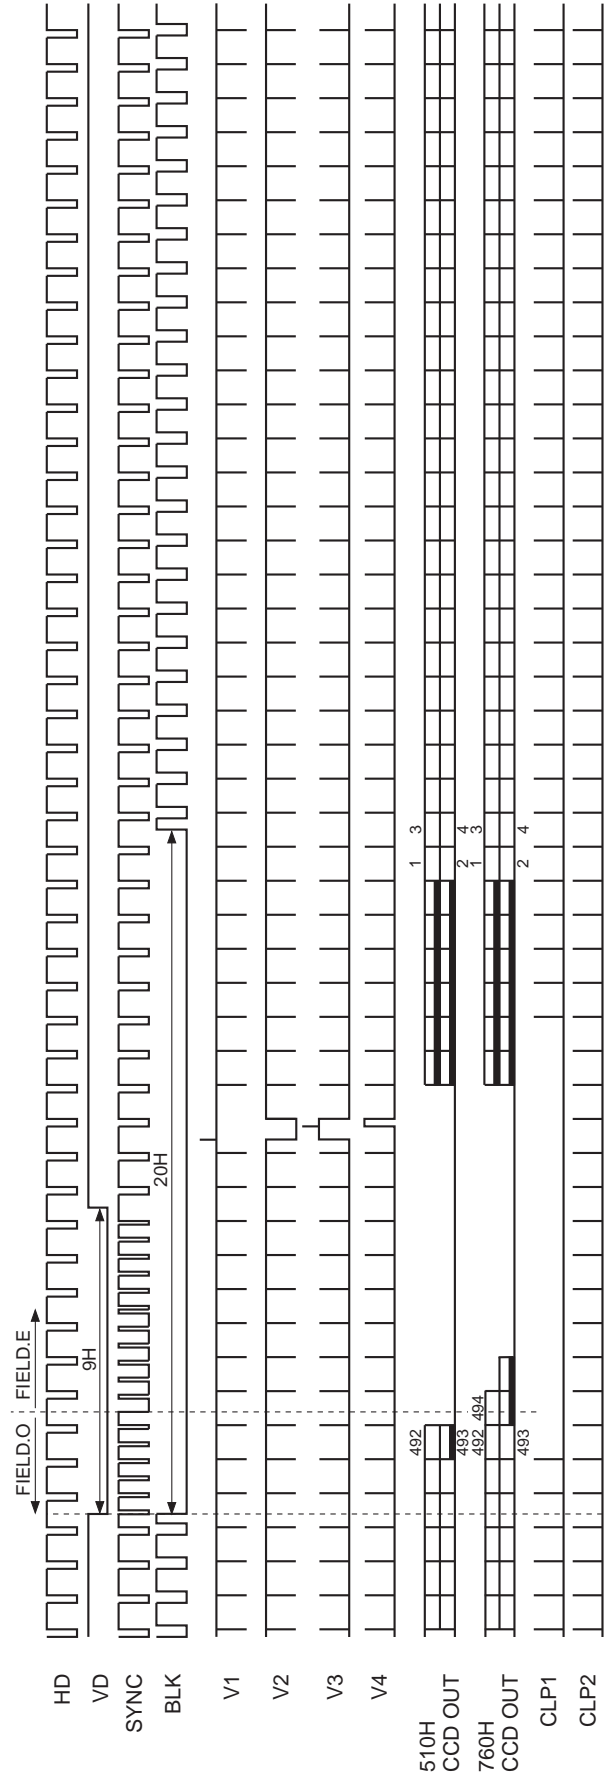 FIELD.O FIELD.E
HD
VD
9H
SYNC
BLK
20H
V1
V2
V3
V4
492 1 3
510H
CCD OUT
493 2 4
494
492 1 3
760H
CCD OUT
493 2 4
CLP1
CLP2